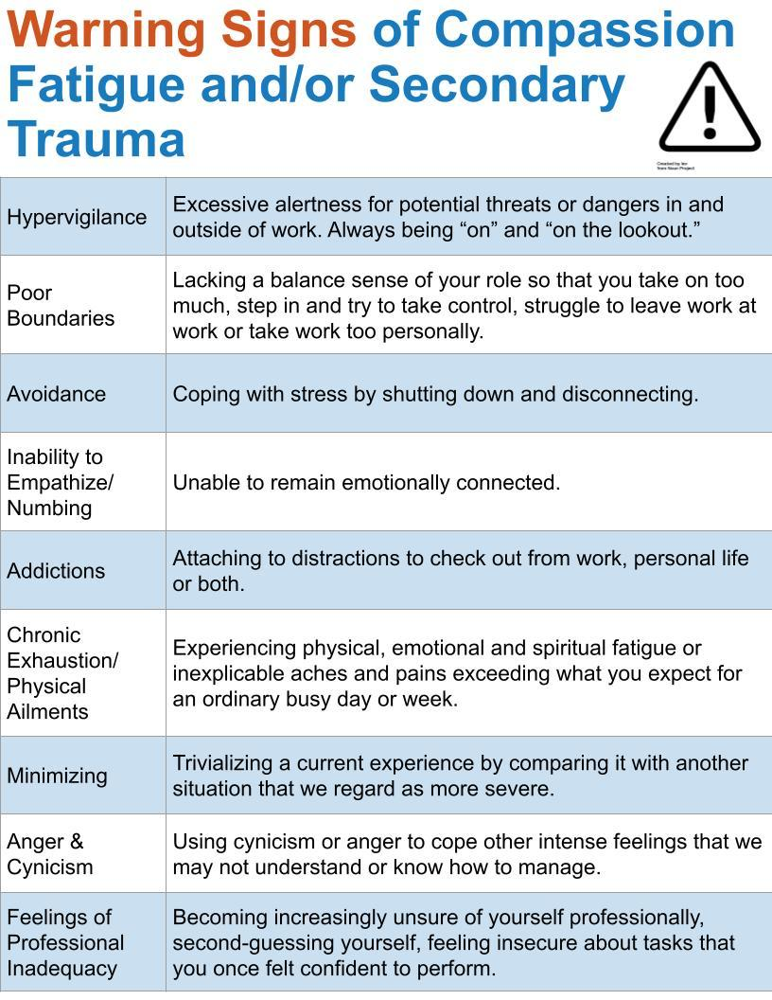 Warning Signs of Compassion
Fatigue and/or Secondary
Trauma
Created by Iev
from Noun Project
Hypervigilance
Excessive alertness for potential threats or dangers in and
outside of work. Always being “on” and “on the lookout.”
Poor
Boundaries
Lacking a balance sense of your role so that you take on too
much, step in and try to take control, struggle to leave work at
work or take work too personally.
Avoidance
Coping with stress by shutting down and disconnecting.
Inability to
Empathize/
Numbing
Unable to remain emotionally connected.
Addictions
Attaching to distractions to check out from work, personal life
or both.
Chronic
Exhaustion/
Physical
Ailments
Experiencing physical, emotional and spiritual fatigue or
inexplicable aches and pains exceeding what you expect for
an ordinary busy day or week.
Minimizing
Trivializing a current experience by comparing it with another
situation that we regard as more severe.
Anger &
Cynicism
Using cynicism or anger to cope other intense feelings that we
may not understand or know how to manage.
Feelings of
Professional
Inadequacy
Becoming increasingly unsure of yourself professionally,
second-guessing yourself, feeling insecure about tasks that
you once felt confident to perform.